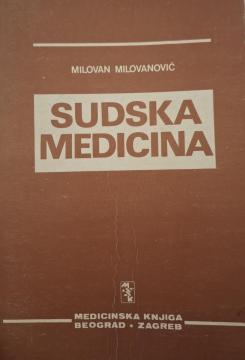 MILOVAN MILOVANOVIĆ
SUDSKA
MEDICINA
MEDICINSKA KNJIGA
BEOGRAD • ZAGREB